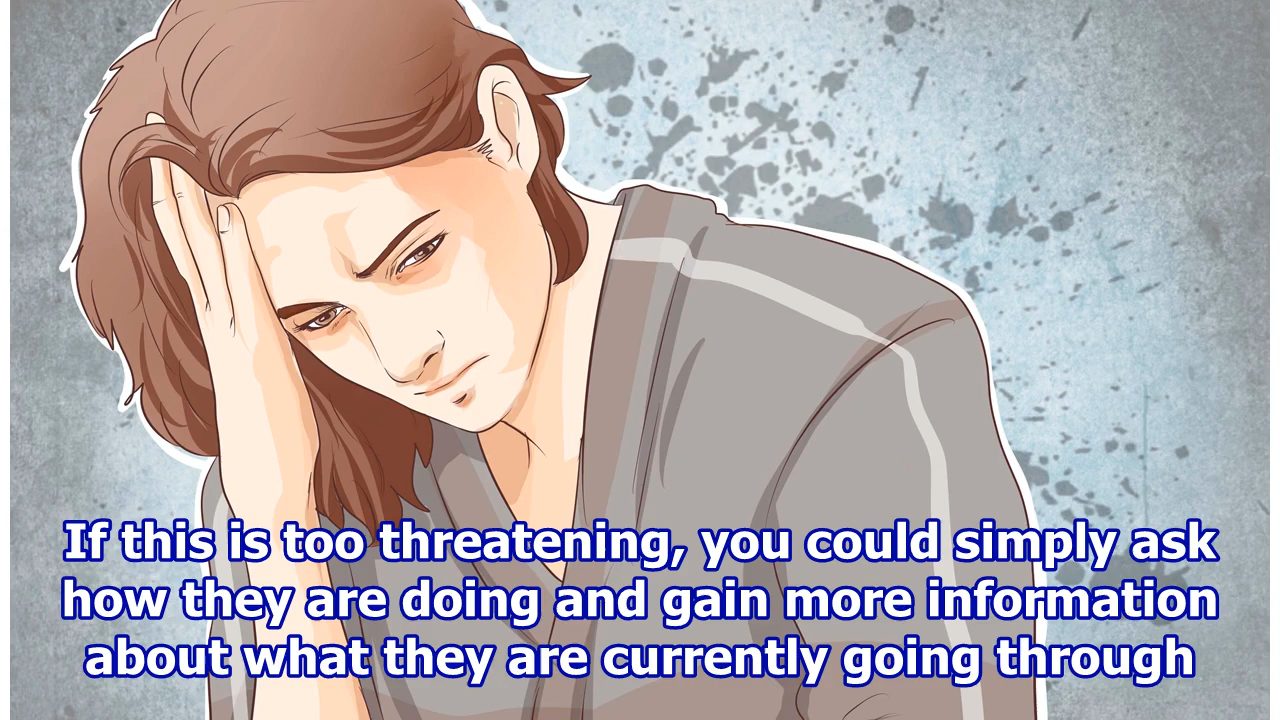 If this is too threatening, you could simply ask
how they are doing and gain more information
about what they are currently going through